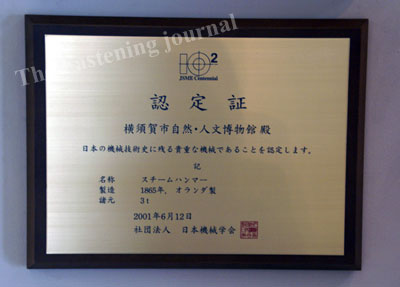 The Fastening journal
10²
JSME Centennial
認定証
横須賀市自然・人文博物館 殿
日本の機械技術史に残る貴重な機械であることを認定します。
記
名称 スチームハンマー
製造 1865年, オランダ製
諸元 3t
2001年6月12日
社団法人 日本機械学会